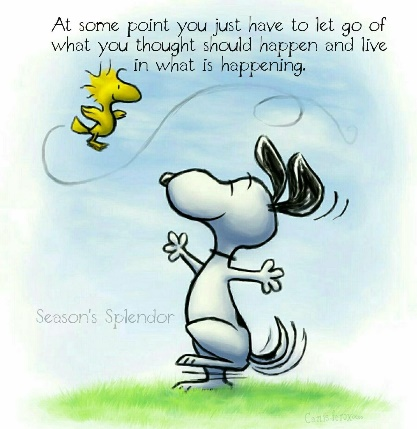 At some point you just have to let go of
what you thought should happen and live
in what is happening.
Season's Splendor